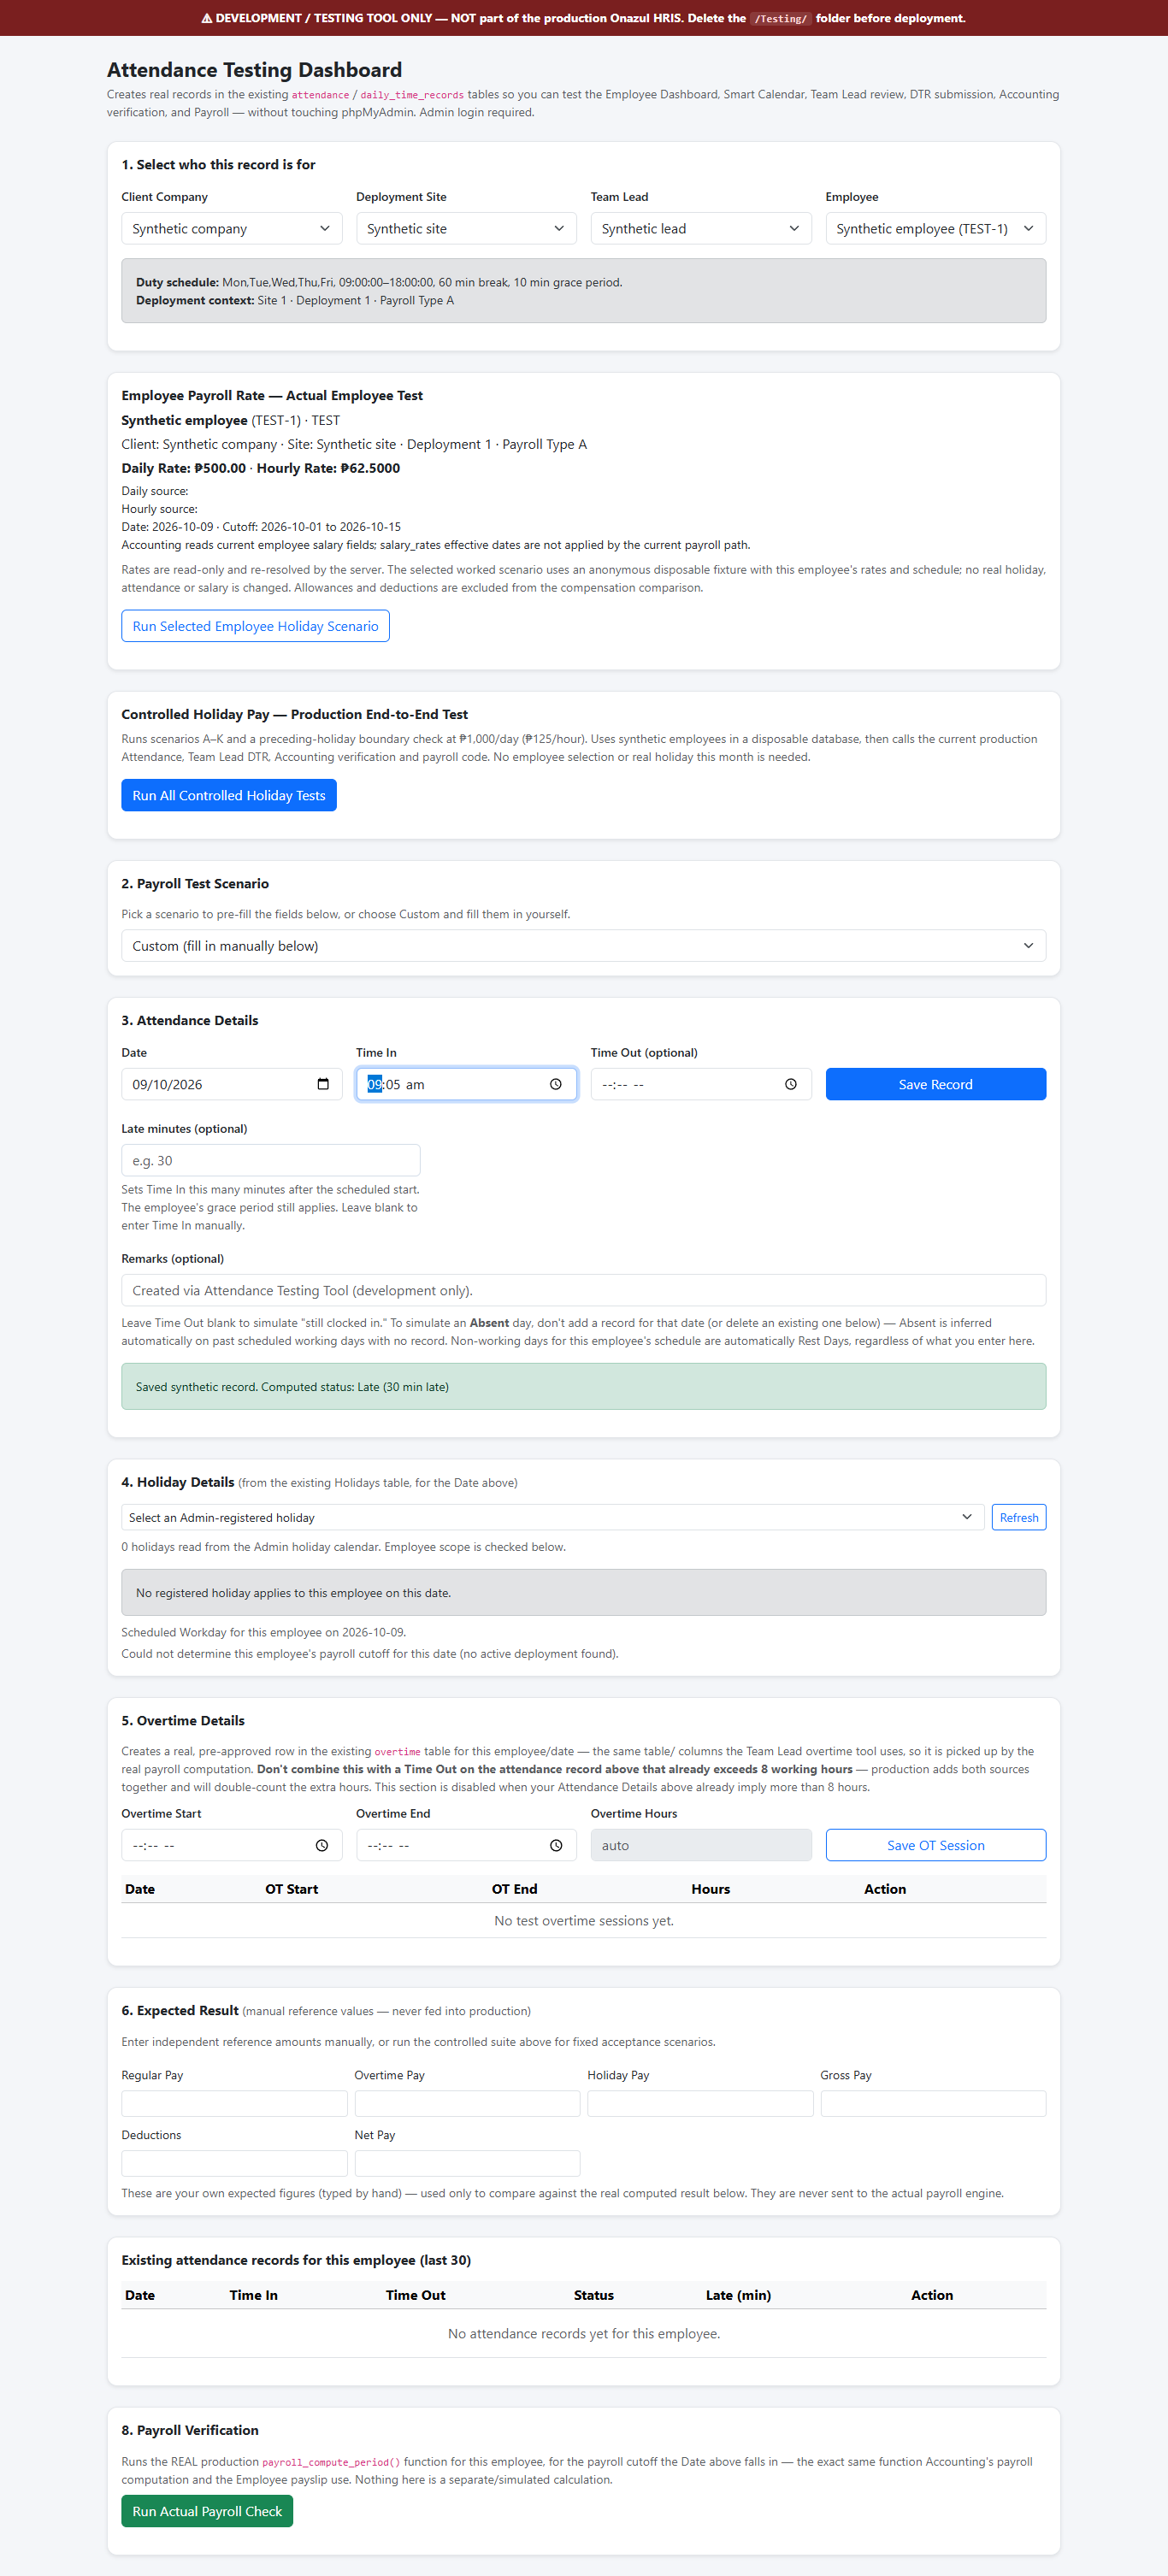 ⚠ DEVELOPMENT / TESTING TOOL ONLY — NOT part of the production Onazul HRIS. Delete the /Testing/ folder before deployment.
Attendance Testing Dashboard
Creates real records in the existing attendance / daily_time_records tables so you can test the Employee Dashboard, Smart Calendar, Team Lead review, DTR submission, Accounting
verification, and Payroll — without touching phpMyAdmin. Admin login required.
1. Select who this record is for
Client Company Deployment Site Team Lead Employee
Synthetic company Synthetic site Synthetic lead Synthetic employee (TEST-1)
Duty schedule: Mon,Tue,Wed,Thu,Fri, 09:00:00–18:00:00, 60 min break, 10 min grace period.
Deployment context: Site 1 · Deployment 1 · Payroll Type A
Employee Payroll Rate — Actual Employee Test
Synthetic employee (TEST-1) · TEST
Client: Synthetic company · Site: Synthetic site · Deployment 1 · Payroll Type A
Daily Rate: ₱500.00 · Hourly Rate: ₱62.5000
Daily source:
Hourly source:
Date: 2026-10-09 · Cutoff: 2026-10-01 to 2026-10-15
Accounting reads current employee salary fields; salary_rates effective dates are not applied by the current payroll path.
Rates are read-only and re-resolved by the server. The selected worked scenario uses an anonymous disposable fixture with this employee's rates and schedule; no real holiday,
attendance or salary is changed. Allowances and deductions are excluded from the compensation comparison.
Run Selected Employee Holiday Scenario
Controlled Holiday Pay — Production End-to-End Test
Runs scenarios A–K and a preceding-holiday boundary check at ₱1,000/day (₱125/hour). Uses synthetic employees in a disposable database, then calls the current production
Attendance, Team Lead DTR, Accounting verification and payroll code. No employee selection or real holiday this month is needed.
Run All Controlled Holiday Tests
2. Payroll Test Scenario
Pick a scenario to pre-fill the fields below, or choose Custom and fill them in yourself.
Custom (fill in manually below)
3. Attendance Details
Date Time In Time Out (optional)
09/10/2026 09:05 am --:-- -- Save Record
Late minutes (optional)
e.g. 30
Sets Time In this many minutes after the scheduled start.
The employee's grace period still applies. Leave blank to
enter Time In manually.
Remarks (optional)
Created via Attendance Testing Tool (development only).
Leave Time Out blank to simulate "still clocked in." To simulate an Absent day, don't add a record for that date (or delete an existing one below) — Absent is inferred
automatically on past scheduled working days with no record. Non-working days for this employee's schedule are automatically Rest Days, regardless of what you enter here.
Saved synthetic record. Computed status: Late (30 min late)
4. Holiday Details (from the existing Holidays table, for the Date above)
Select an Admin-registered holiday Refresh
0 holidays read from the Admin holiday calendar. Employee scope is checked below.
No registered holiday applies to this employee on this date.
Scheduled Workday for this employee on 2026-10-09.
Could not determine this employee's payroll cutoff for this date (no active deployment found).
5. Overtime Details
Creates a real, pre-approved row in the existing overtime table for this employee/date — the same table/ columns the Team Lead overtime tool uses, so it is picked up by the
real payroll computation. Don't combine this with a Time Out on the attendance record above that already exceeds 8 working hours — production adds both sources
together and will double-count the extra hours. This section is disabled when your Attendance Details above already imply more than 8 hours.
Overtime Start Overtime End Overtime Hours
--:-- -- --:-- -- auto Save OT Session
Date OT Start OT End Hours Action
No test overtime sessions yet.
6. Expected Result (manual reference values — never fed into production)
Enter independent reference amounts manually, or run the controlled suite above for fixed acceptance scenarios.
Regular Pay Overtime Pay Holiday Pay Gross Pay
Deductions Net Pay
These are your own expected figures (typed by hand) — used only to compare against the real computed result below. They are never sent to the actual payroll engine.
Existing attendance records for this employee (last 30)
Date Time In Time Out Status Late (min) Action
No attendance records yet for this employee.
8. Payroll Verification
Runs the REAL production payroll_compute_period() function for this employee, for the payroll cutoff the Date above falls in — the exact same function Accounting's payroll
computation and the Employee payslip use. Nothing here is a separate/simulated calculation.
Run Actual Payroll Check